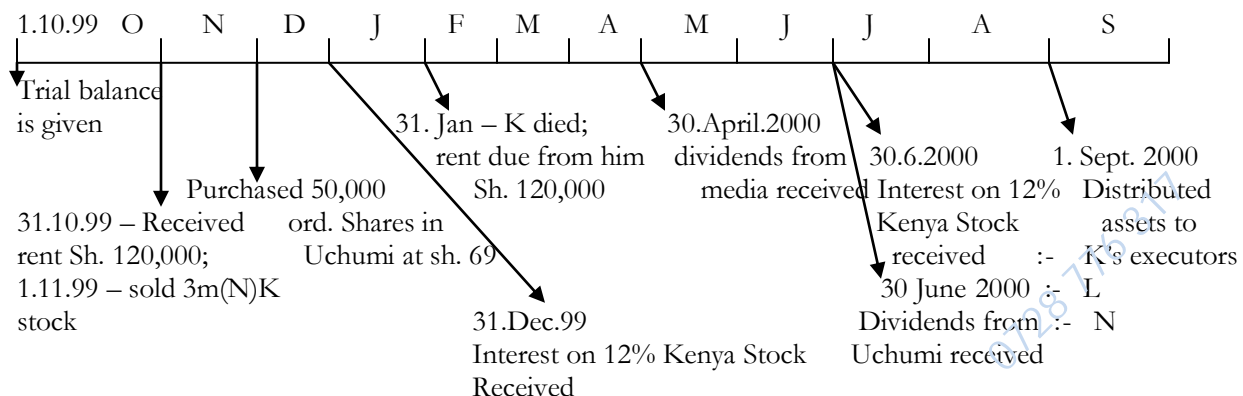 1.10.99 O N D J F M A M J J A S
Trial balance
is given
31. Jan – K died;
rent due from him
Sh. 120,000
30.April.2000
dividends from
media received
30.6.2000
Interest on 12%
Kenya Stock
received
1. Sept. 2000
Distributed
assets to
:- K's executors
:- L
:- N
Purchased 50,000
ord. Shares in
Uchumi at sh. 69
31.10.99 – Received
rent Sh. 120,000;
1.11.99 – sold 3m(N)K
stock
31.Dec.99
Interest on 12% Kenya Stock
Received
30 June 2000
Dividends from
Uchumi received
0728 776 317